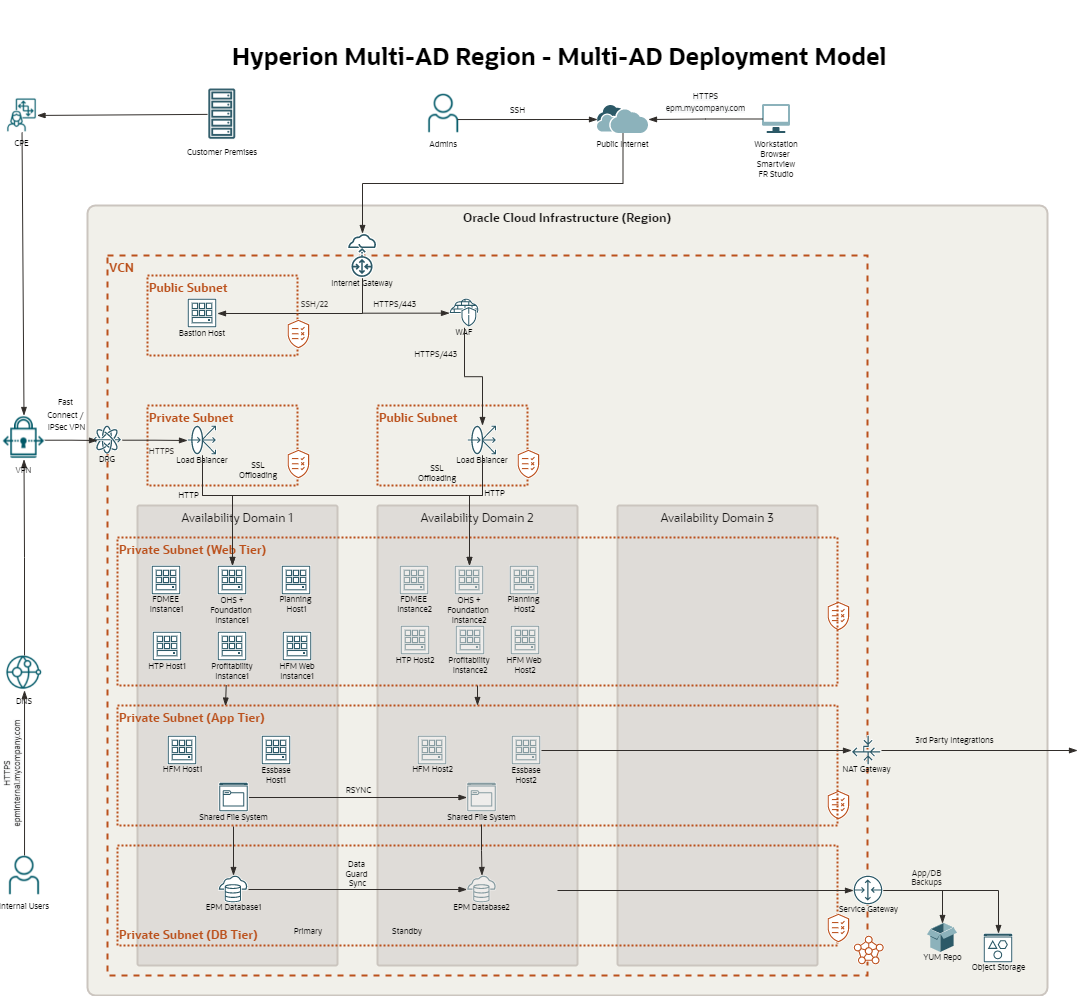 Hyperion Multi-AD Region - Multi-AD Deployment Model
CPE
Customer Premises
Admins
SSH
Public Internet
HTTPS
epm.mycompany.com
Workstation
Browser
Smartview
FR Studio
Oracle Cloud Infrastructure (Region)
VCN
Internet Gateway
Public Subnet
Bastion Host
SSH/22
HTTPS/443
WAF
HTTPS/443
Fast
Connect /
IPSec VPN
VPN
DRG
HTTPS
Private Subnet
Load Balancer
SSL
Offloading
HTTP
Public Subnet
Load Balancer
SSL
Offloading
HTTP
Availability Domain 1
Availability Domain 2
Availability Domain 3
Private Subnet (Web Tier)
FDMEE
Instance1
OHS +
Foundation
Instance1
Planning
Host1
FDMEE
Instance2
OHS +
Foundation
Instance2
Planning
Host2
HTP Host1
Profitability
Instance1
HFM Web
Instance1
HTP Host2
Profitability
Instance2
HFM Web
Host2
DNS
HTTPS
epminternal.mycompany.com
Internal Users
Private Subnet (App Tier)
HFM Host1
Essbase
Host1
HFM Host2
Essbase
Host2
NAT Gateway
3rd Party Integrations
Shared File System
RSYNC
Shared File System
EPM Database1
Data
Guard
Sync
EPM Database2
Service Gateway
App/DB
Backups
Private Subnet (DB Tier)
Primary
Standby
YUM Repo
Object Storage